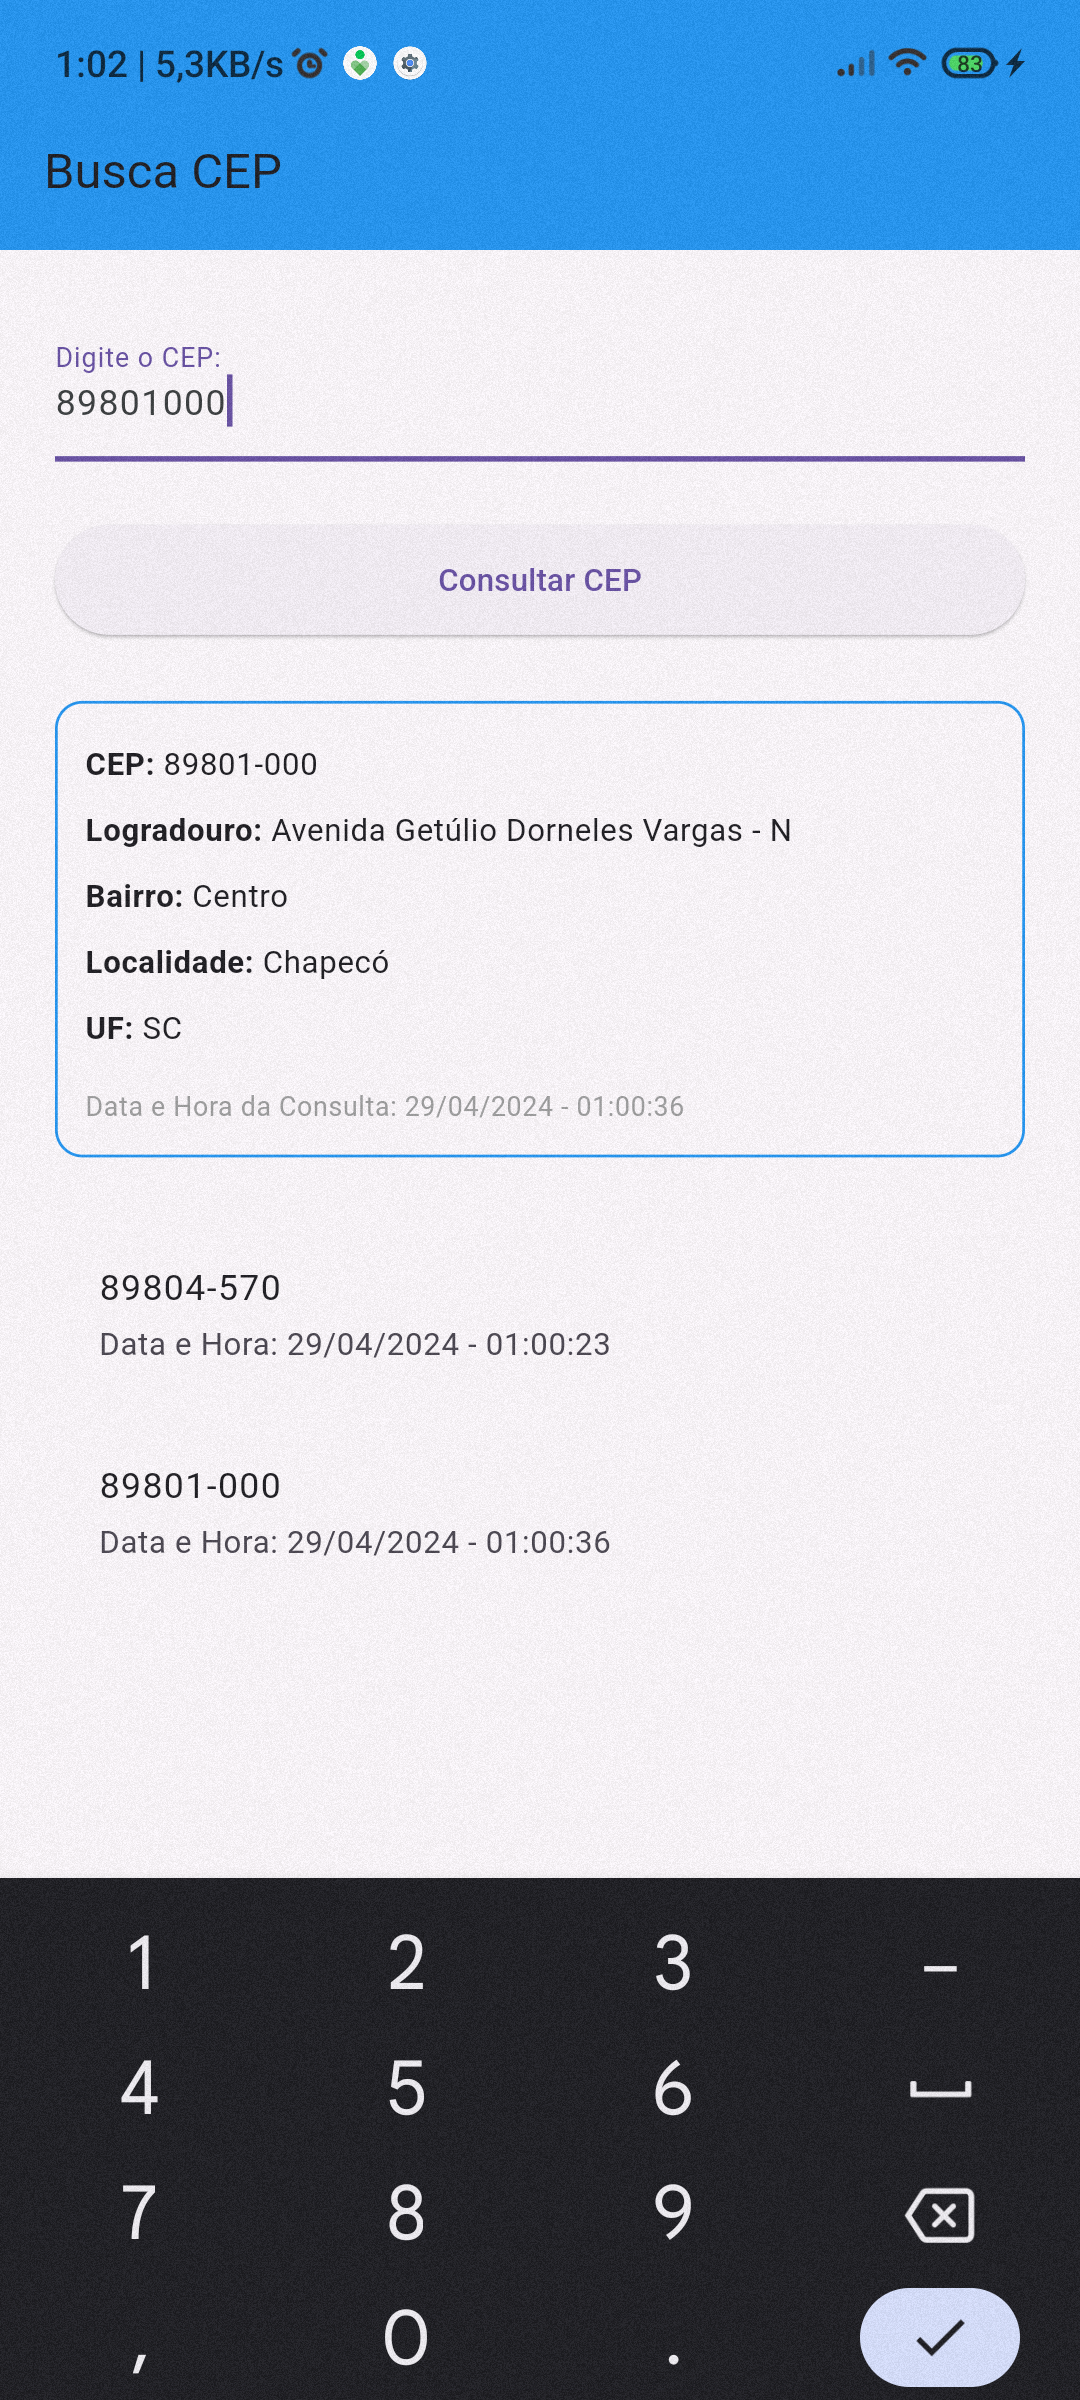 1:02 | 5,3KB/s
83
Busca CEP
Digite o CEP:
89801000
Consultar CEP
CEP: 89801-000
Logradouro: Avenida Getúlio Dorneles Vargas - N
Bairro: Centro
Localidade: Chapecó
UF: SC
Data e Hora da Consulta: 29/04/2024 - 01:00:36
89804-570
Data e Hora: 29/04/2024 - 01:00:23
89801-000
Data e Hora: 29/04/2024 - 01:00:36
1 2 3 –
4 5 6
7 8 9
, 0 .